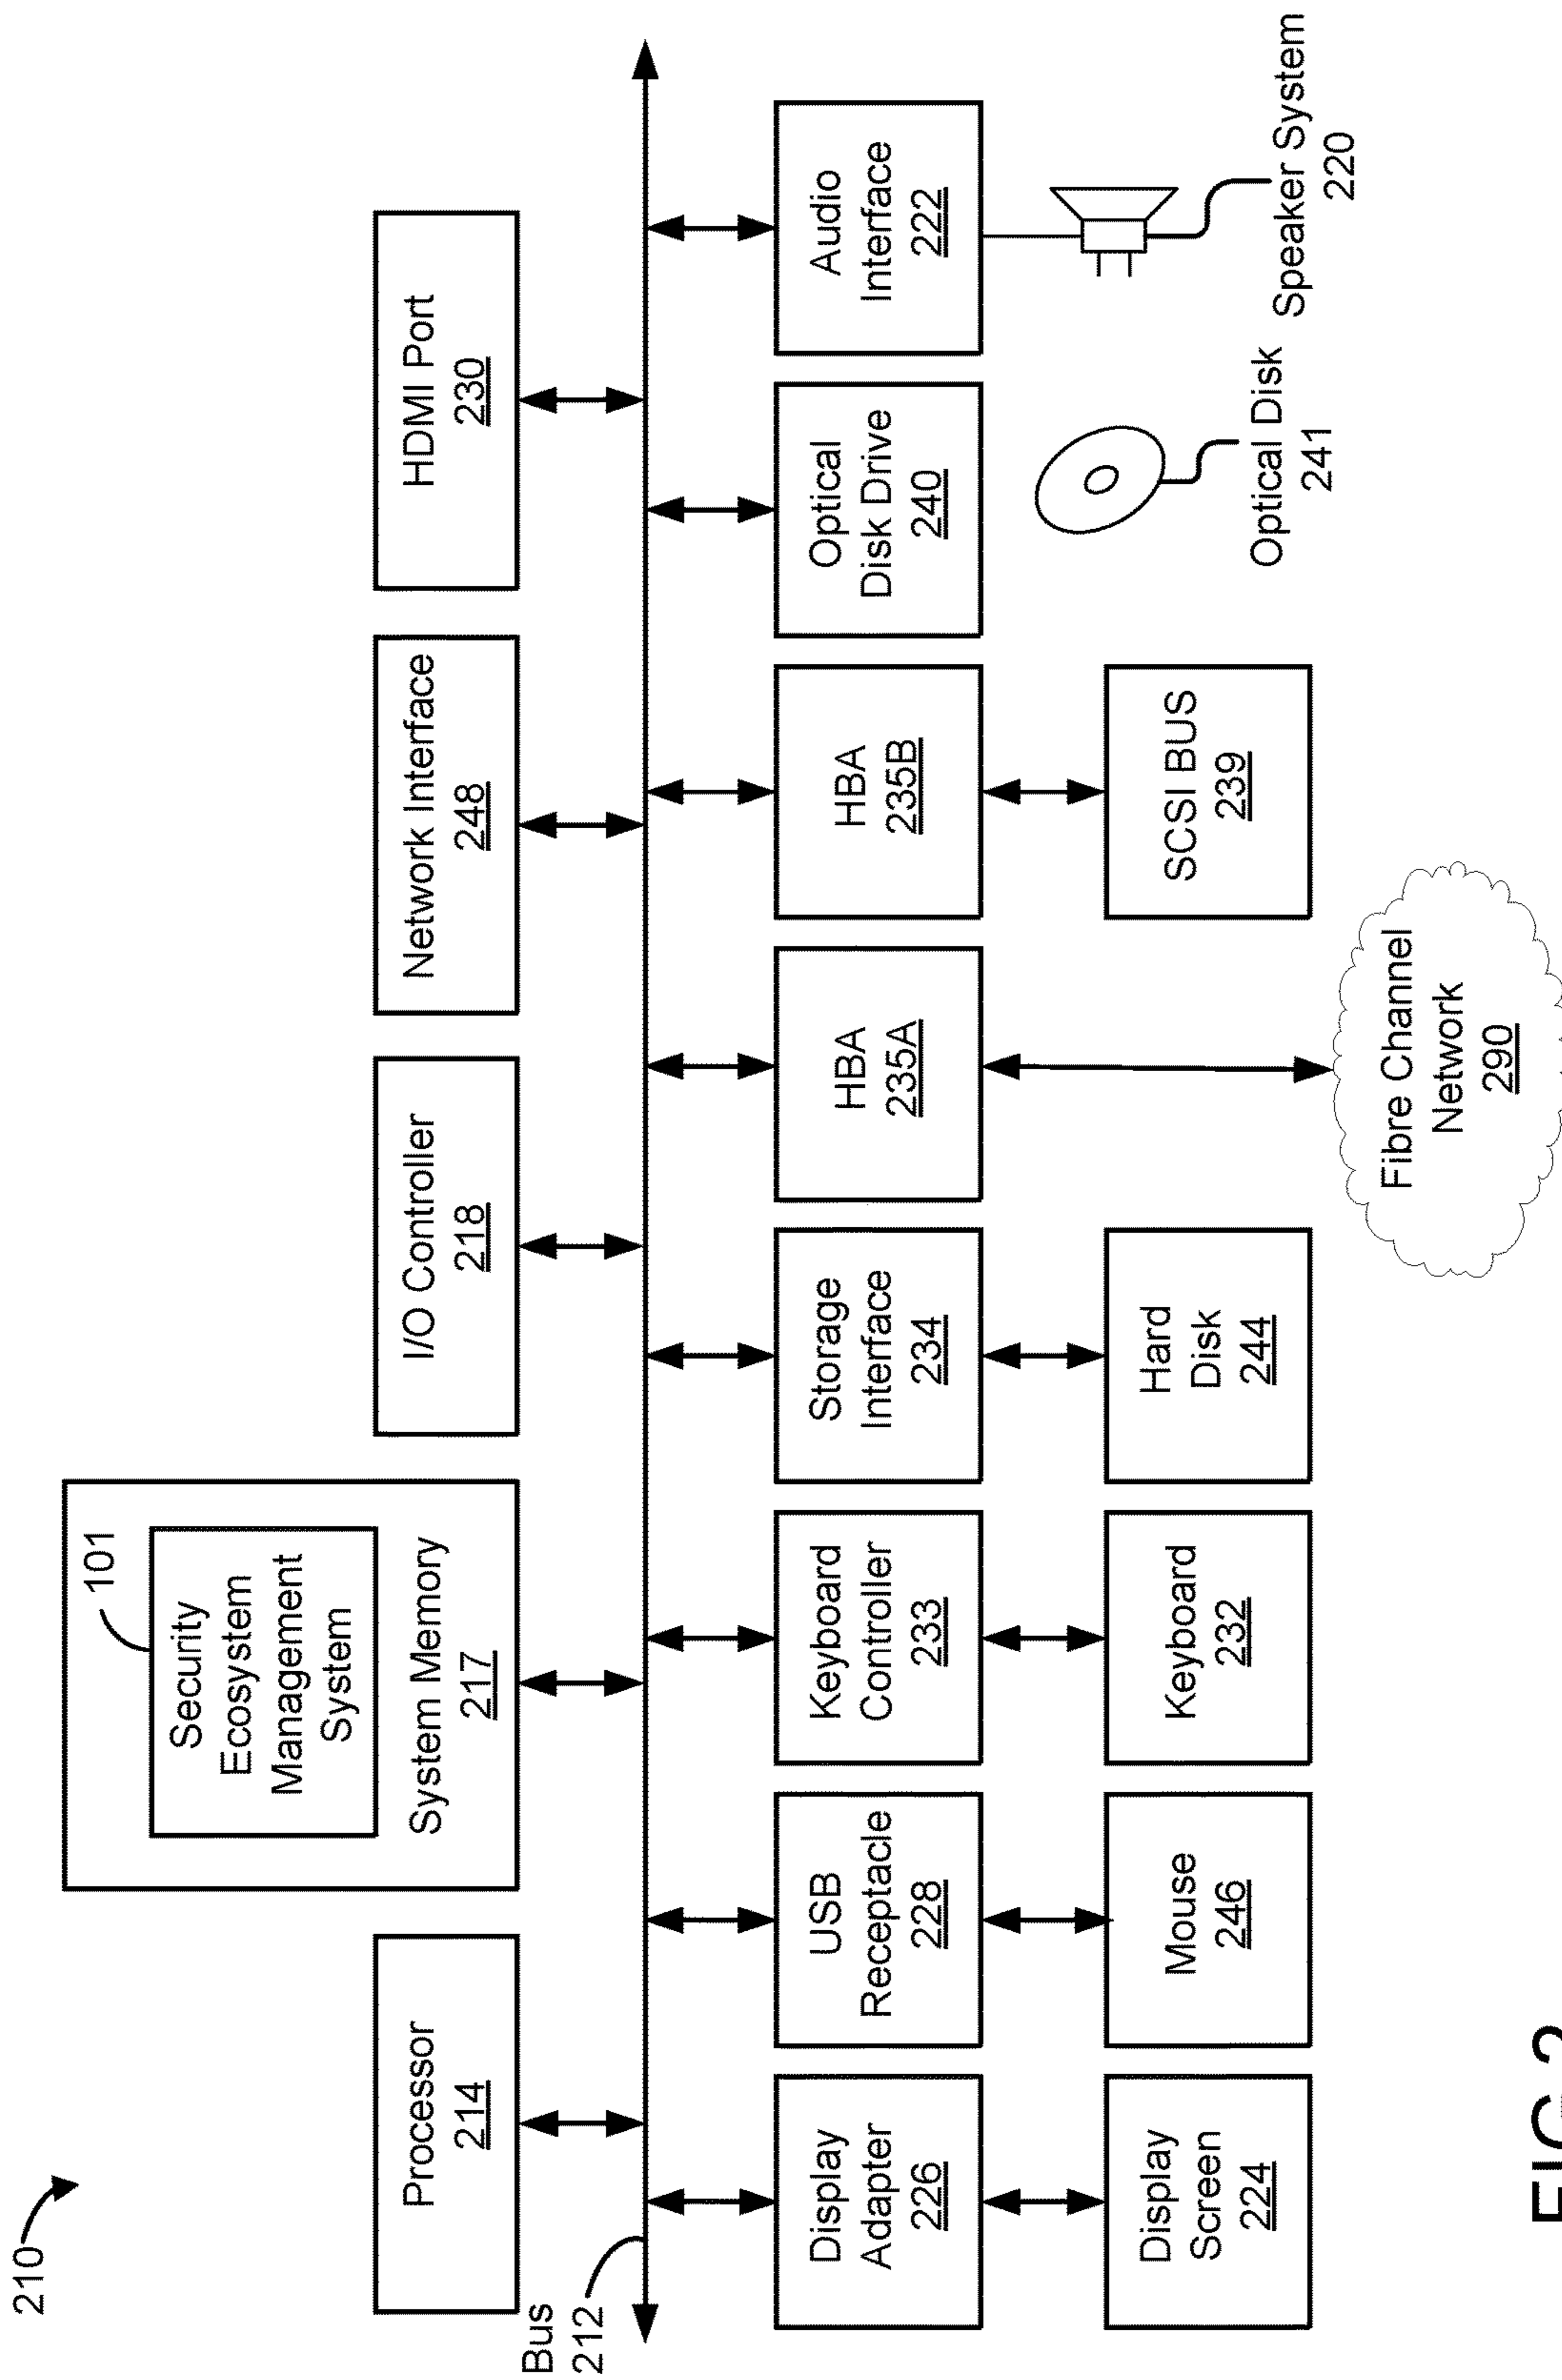 210
101
Security
Ecosystem
Management
System
System Memory
217
Processor
214
I/O Controller
218
Network Interface
248
HDMI Port
230
Bus
212
Display
Adapter
226
USB
Receptacle
228
Keyboard
Controller
233
Storage
Interface
234
HBA
235A
HBA
235B
Optical
Disk Drive
240
Audio
Interface
222
Display
Screen
224
Mouse
246
Keyboard
232
Hard
Disk
244
SCSI BUS
239
Optical Disk
241
Speaker System
220
Fibre Channel
Network
290
FIG 2